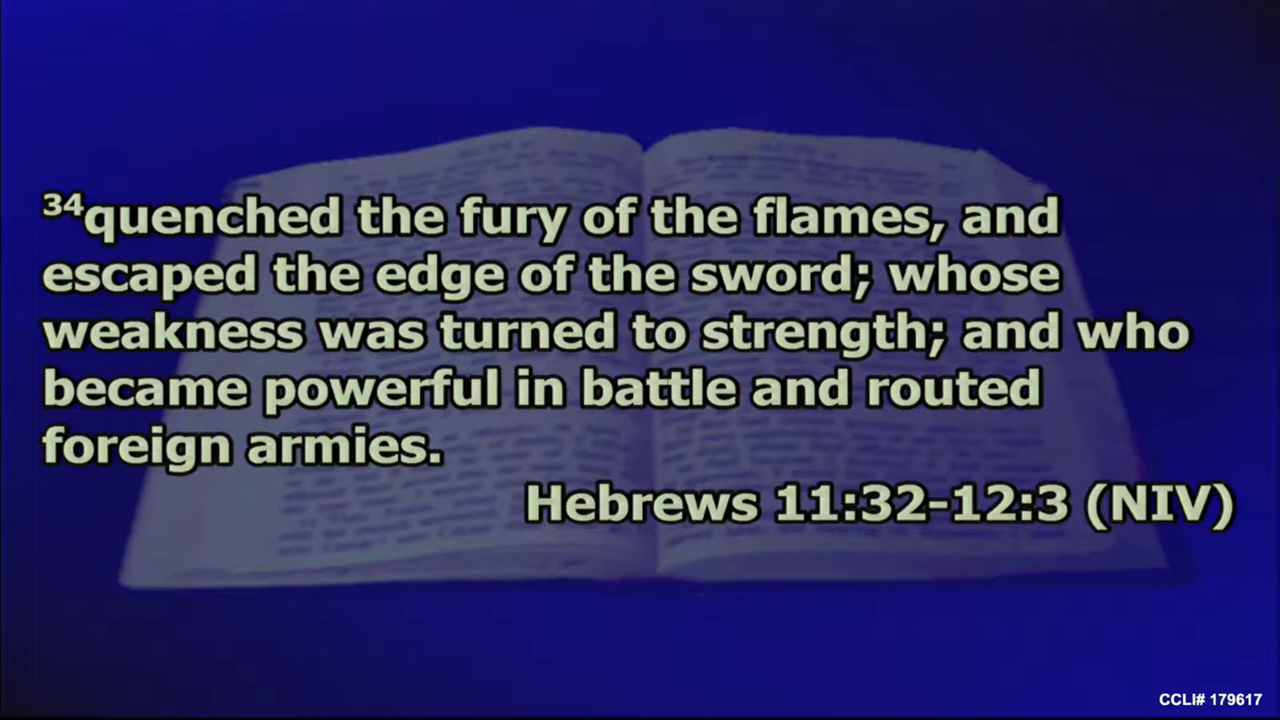 34quenched the fury of the flames, and
escaped the edge of the sword; whose
weakness was turned to strength; and who
became powerful in battle and routed
foreign armies.
Hebrews 11:32-12:3 (NIV)
CCLI# 179617